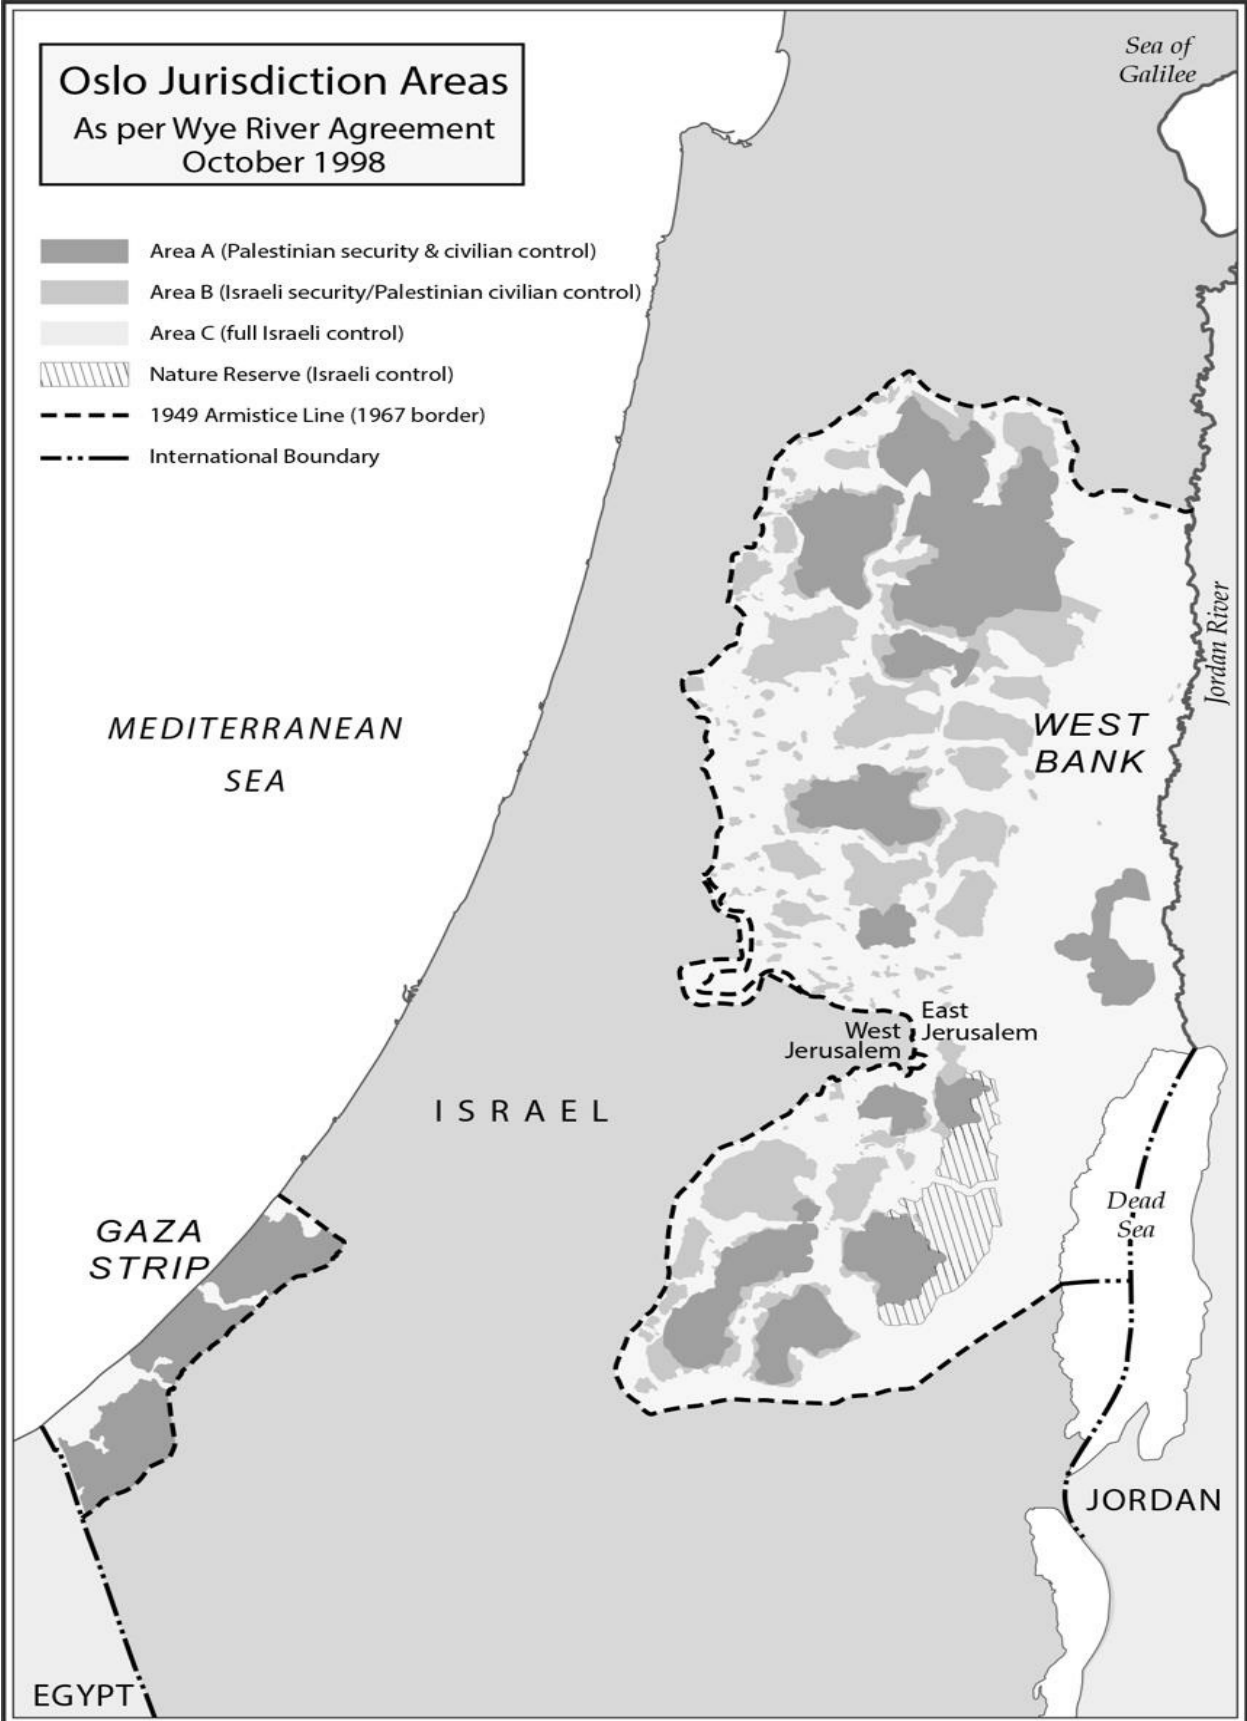 Oslo Jurisdiction Areas
As per Wye River Agreement
October 1998
Area A (Palestinian security & civilian control)
Area B (Israeli security/Palestinian civilian control)
Area C (full Israeli control)
Nature Reserve (Israeli control)
1949 Armistice Line (1967 border)
International Boundary
Sea of
Galilee
Jordan River
MEDITERRANEAN
SEA
WEST
BANK
East
Jerusalem
West
Jerusalem
ISRAEL
Dead
Sea
GAZA
STRIP
JORDAN
EGYPT